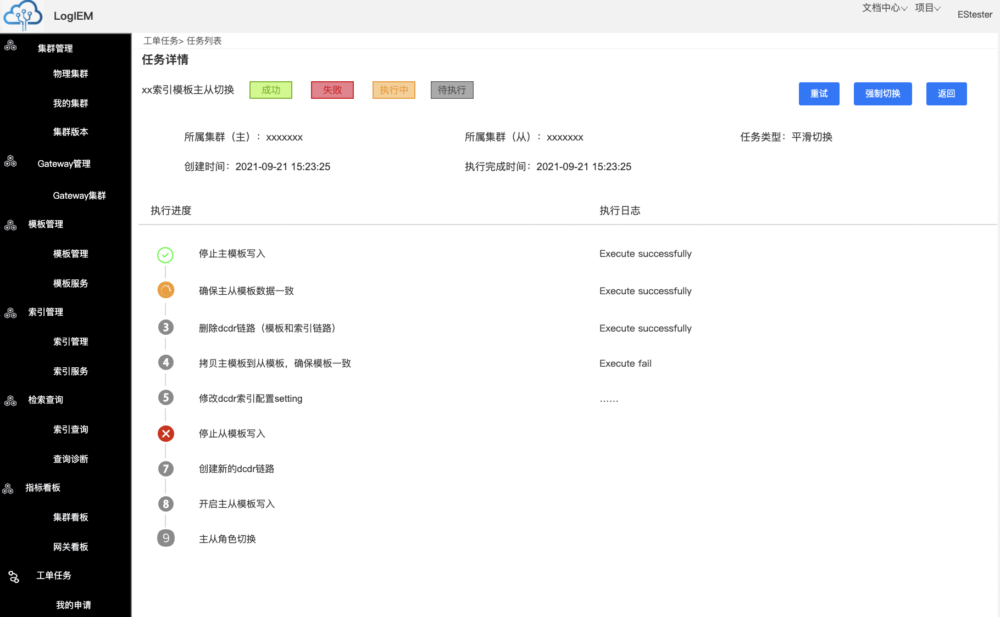 LogIEM
文档中心
项目
EStester
集群管理
物理集群
我的集群
集群版本
Gateway管理
Gateway集群
模板管理
模板管理
模板服务
索引管理
索引管理
索引服务
检索查询
索引查询
查询诊断
指标看板
集群看板
网关看板
工单任务
我的申请
工单任务> 任务列表
任务详情
xx索引模板主从切换
成功
失败
执行中
待执行
重试
强制切换
返回
所属集群（主）：xxxxxxx
所属集群（从）：xxxxxxx
任务类型：平滑切换
创建时间：2021-09-21 15:23:25
执行完成时间：2021-09-21 15:23:25
执行进度
执行日志
停止主模板写入
Execute successfully
确保主从模板数据一致
Execute successfully
3 删除dcdr链路（模板和索引链路）
Execute successfully
4 拷贝主模板到从模板，确保模板一致
Execute fail
5 修改dcdr索引配置setting
……
停止从模板写入
7 创建新的dcdr链路
8 开启主从模板写入
9 主从角色切换